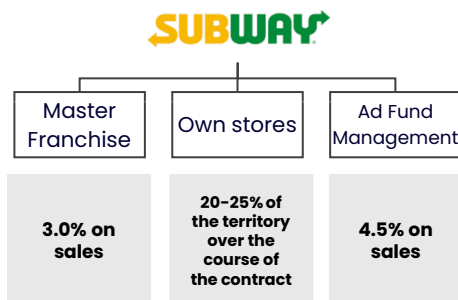 SUBWAY
Master
Franchise
Own stores
Ad Fund
Management
3.0% on
sales
20-25% of
the territory
over the
course of
the contract
4.5% on
sales